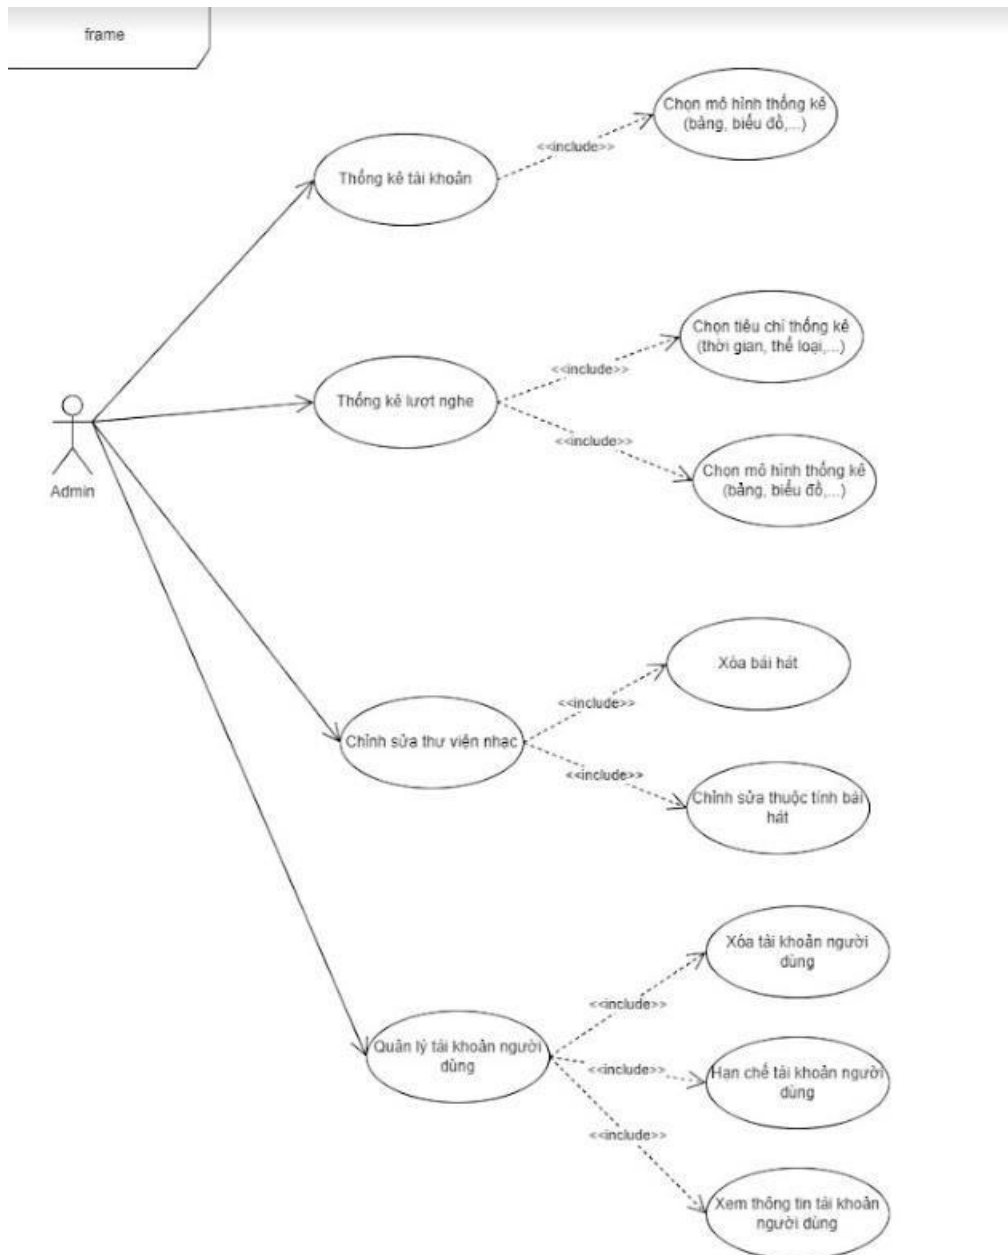 frame
Chọn mô hình thống kê
(bảng, biểu đồ,...)
<<include>>
Thống kê tài khoản
Chọn tiêu chí thống kê
(thời gian, thể loại,...)
<<include>>
Thống kê lượt nghe
<<include>>
Chọn mô hình thống kê
(bảng, biểu đồ,...)
Admin
Xóa bài hát
<<include>>
Chỉnh sửa thư viện nhạc
<<include>>
Chỉnh sửa thuộc tính bài
hát
Xóa tài khoản người
dùng
<<include>>
Quản lý tài khoản người
dùng
<<include>>
Hạn chế tài khoản người
dùng
<<include>>
Xem thông tin tài khoản
người dùng